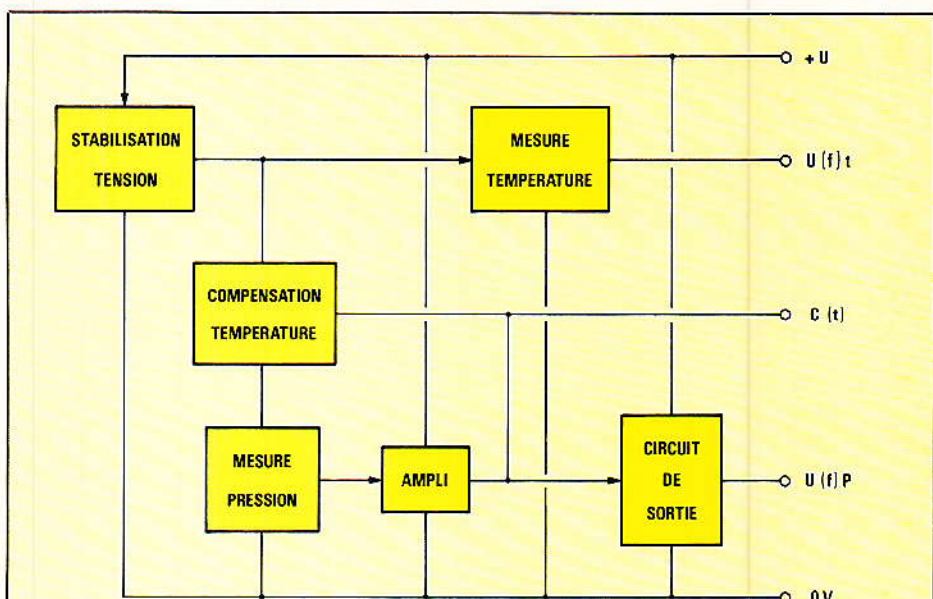 + U
STABILISATION
TENSION
MESURE
TEMPERATURE
U (f) t
COMPENSATION
TEMPERATURE
C (t)
MESURE
PRESSION
AMPLI
CIRCUIT
DE
SORTIE
U (f) P
0 V